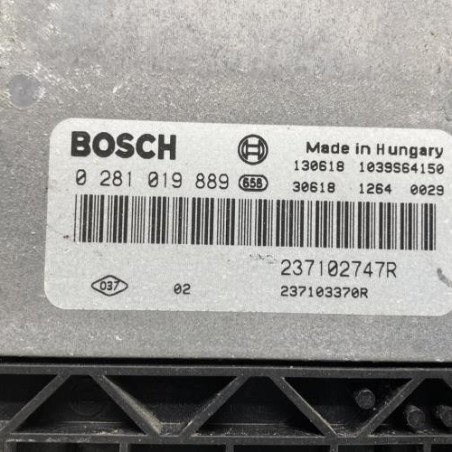 BOSCH
Made in Hungary
130618 1039S64150
0 281 019 889 658 30618 1264 0029
237102747R
037 02 237103370R